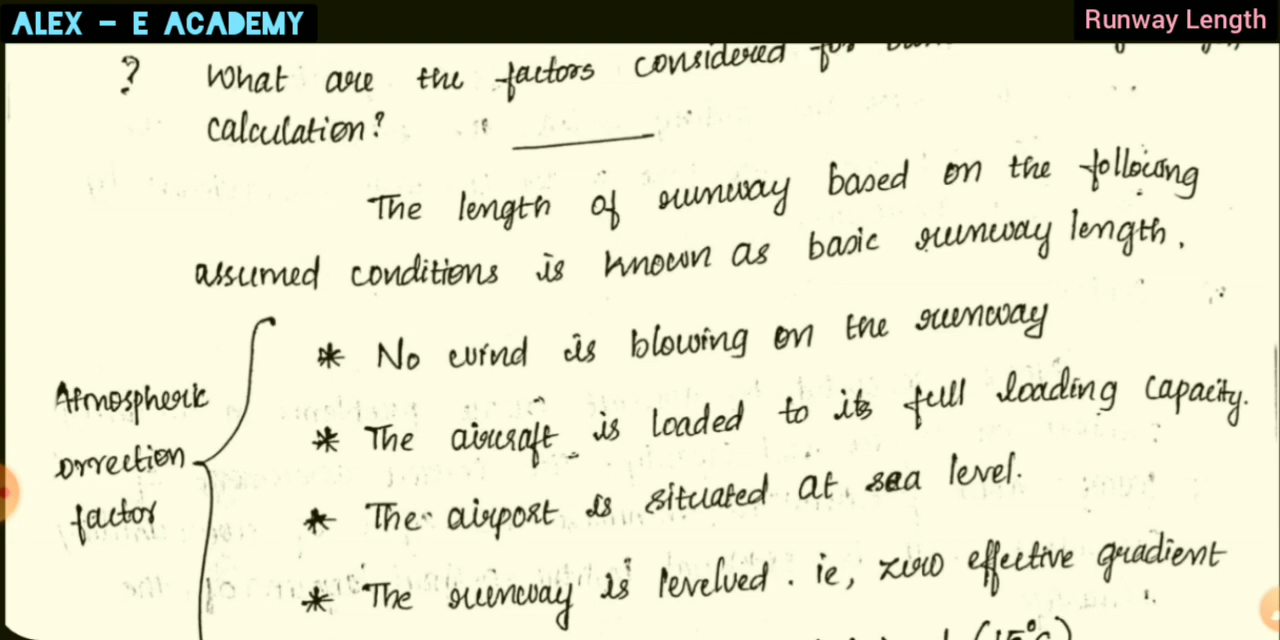 ALEX - E ACADEMY
Runway Length
? What are the factors considered for
calculation?
The length of runway based on the following
assumed conditions is known as basic runway length.
* No wind is blowing on the runway
* The aircraft is loaded to its full loading capacity.
Atmospheric
orrection
factor
* The airport is situated at sea level.
* The runway is levelued. ie, zero effective gradient
(15°c)